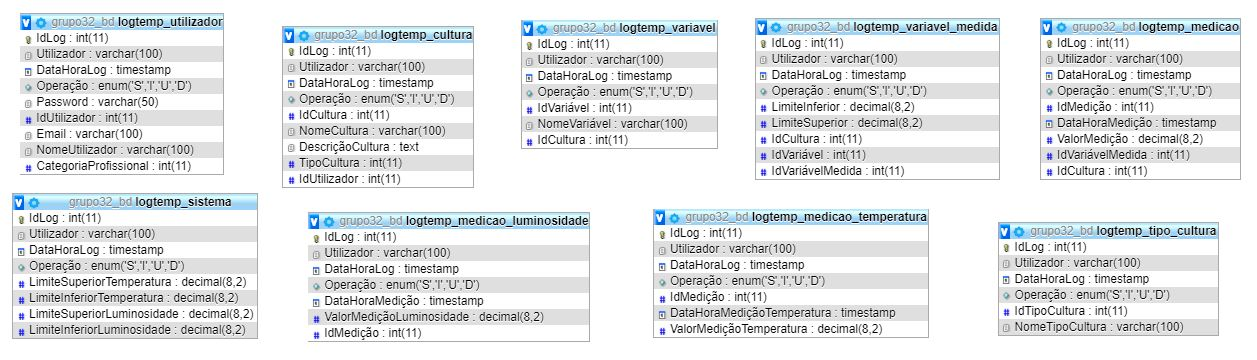 grupo32_bd logtemp_utilizador
IdLog : int(11)
Utilizador : varchar(100)
DataHoraLog : timestamp
Operação : enum('S','I','U','D')
Password : varchar(50)
IdUtilizador : int(11)
Email : varchar(100)
NomeUtilizador : varchar(100)
CategoriaProfissional : int(11)
grupo32_bd logtemp_cultura
IdLog : int(11)
Utilizador : varchar(100)
DataHoraLog : timestamp
Operação : enum('S','I','U','D')
IdCultura : int(11)
NomeCultura : varchar(100)
DescriçãoCultura : text
TipoCultura : int(11)
IdUtilizador : int(11)
grupo32_bd logtemp_variavel
IdLog : int(11)
Utilizador : varchar(100)
DataHoraLog : timestamp
Operação : enum('S','I','U','D')
IdVariável : int(11)
NomeVariável : varchar(100)
IdCultura : int(11)
grupo32_bd logtemp_variavel_medida
IdLog : int(11)
Utilizador : varchar(100)
DataHoraLog : timestamp
Operação : enum('S','I','U','D')
LimiteInferior : decimal(8,2)
LimiteSuperior : decimal(8,2)
IdCultura : int(11)
IdVariável : int(11)
IdVariávelMedida : int(11)
grupo32_bd logtemp_medicao
IdLog : int(11)
Utilizador : varchar(100)
DataHoraLog : timestamp
Operação : enum('S','I','U','D')
IdMedição : int(11)
DataHoraMedição : timestamp
ValorMedição : decimal(8,2)
IdVariávelMedida : int(11)
IdCultura : int(11)
grupo32_bd logtemp_sistema
IdLog : int(11)
Utilizador : varchar(100)
DataHoraLog : timestamp
Operação : enum('S','I','U','D')
LimiteSuperiorTemperatura : decimal(8,2)
LimiteInferiorTemperatura : decimal(8,2)
LimiteSuperiorLuminosidade : decimal(8,2)
LimiteInferiorLuminosidade : decimal(8,2)
grupo32_bd logtemp_medicao_luminosidade
IdLog : int(11)
Utilizador : varchar(100)
DataHoraLog : timestamp
Operação : enum('S','I','U','D')
DataHoraMedição : timestamp
ValorMediçãoLuminosidade : decimal(8,2)
IdMedição : int(11)
grupo32_bd logtemp_medicao_temperatura
IdLog : int(11)
Utilizador : varchar(100)
DataHoraLog : timestamp
Operação : enum('S','I','U','D')
IdMedição : int(11)
DataHoraMediçãoTemperatura : timestamp
ValorMediçãoTemperatura : decimal(8,2)
grupo32_bd logtemp_tipo_cultura
IdLog : int(11)
Utilizador : varchar(100)
DataHoraLog : timestamp
Operação : enum('S','I','U','D')
IdTipoCultura : int(11)
NomeTipoCultura : varchar(100)